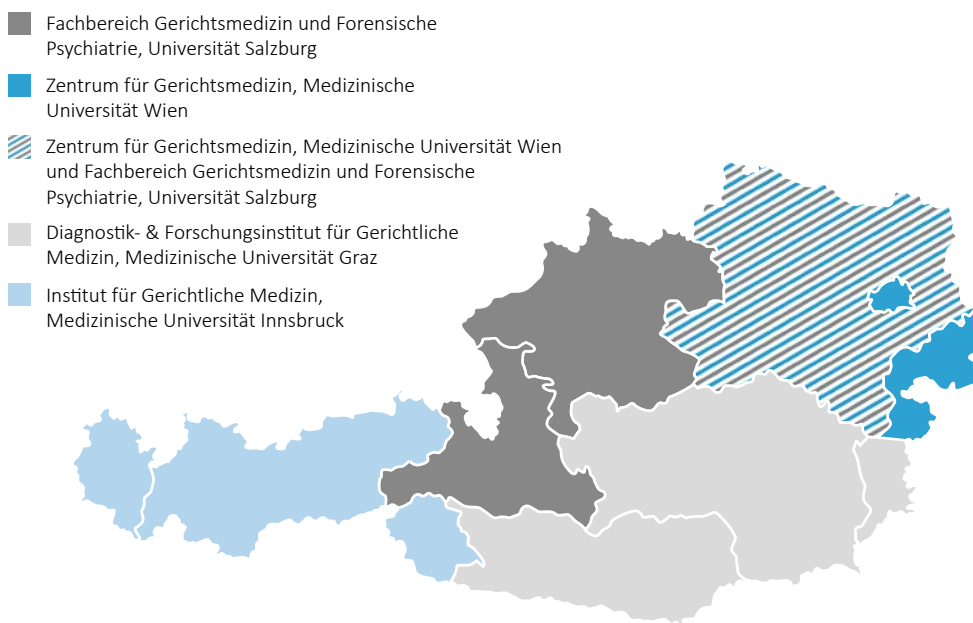 Fachbereich Gerichtsmedizin und Forensische
Psychiatrie, Universität Salzburg
Zentrum für Gerichtsmedizin, Medizinische
Universität Wien
Zentrum für Gerichtsmedizin, Medizinische Universität Wien
und Fachbereich Gerichtsmedizin und Forensische
Psychiatrie, Universität Salzburg
Diagnostik- & Forschungsinstitut für Gerichtliche
Medizin, Medizinische Universität Graz
Institut für Gerichtliche Medizin,
Medizinische Universität Innsbruck